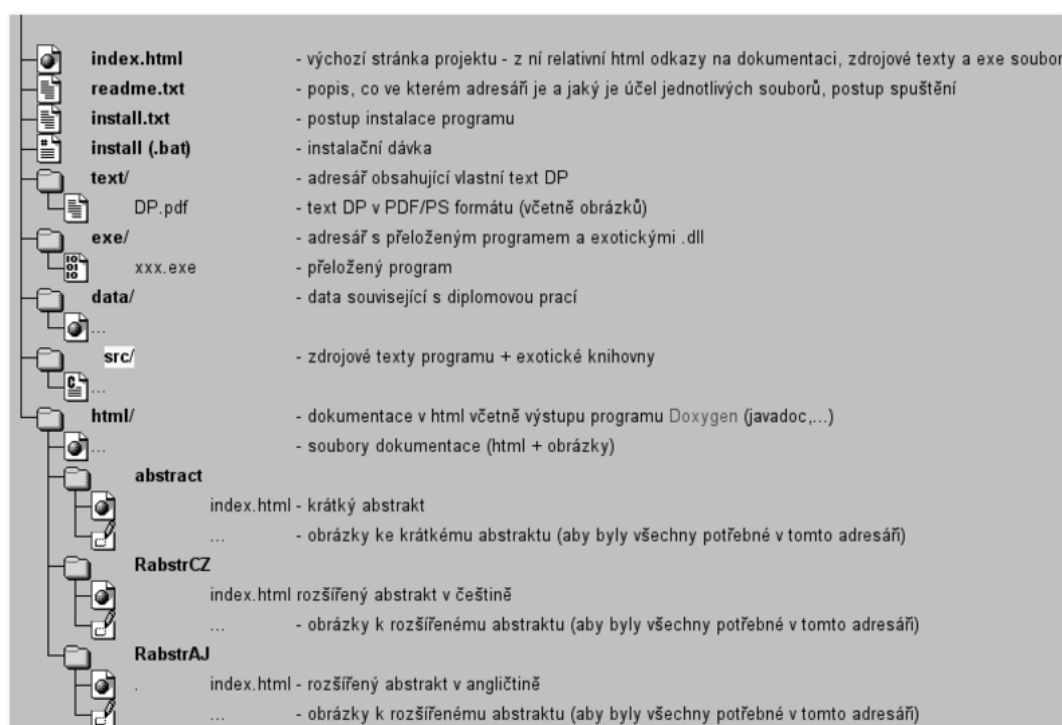 index.html - výchozí stránka projektu - z ní relativní html odkazy na dokumentaci, zdrojové texty a exe soubor
readme.txt - popis, co ve kterém adresáři je a jaký je účel jednotlivých souborů, postup spuštění
install.txt - postup instalace programu
install (.bat) - instalační dávka
text/ - adresář obsahující vlastní text DP
DP.pdf - text DP v PDF/PS formátu (včetně obrázků)
exe/ - adresář s přeloženým programem a exotickými .dll
xxx.exe - přeložený program
data/ - data související s diplomovou prací
...
src/ - zdrojové texty programu + exotické knihovny
...
html/ - dokumentace v html včetně výstupu programu Doxygen (javadoc,...)
... - soubory dokumentace (html + obrázky)
abstract
index.html - krátký abstrakt
... - obrázky ke krátkému abstraktu (aby byly všechny potřebné v tomto adresáři)
RabstrCZ
index.html rozšířený abstrakt v češtině
... - obrázky k rozšířenému abstraktu (aby byly všechny potřebné v tomto adresáři)
RabstrAJ
. index.html - rozšířený abstrakt v angličtině
... - obrázky k rozšířenému abstraktu (aby byly všechny potřebné v tomto adresáři)